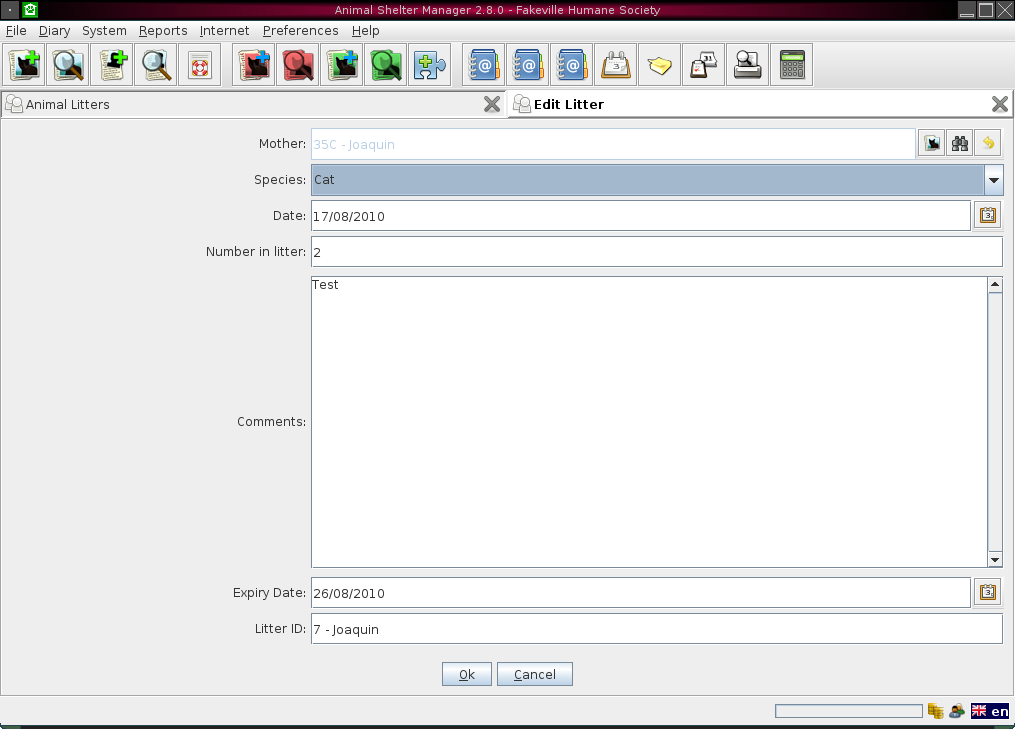 Animal Shelter Manager 2.8.0 - Fakeville Humane Society
File Diary System Reports Internet Preferences Help
Animal Litters Edit Litter
Mother: 35C - Joaquin
Species: Cat
Date: 17/08/2010
Number in litter: 2
Test
Comments:
Expiry Date: 26/08/2010
Litter ID: 7 - Joaquin
Ok Cancel
en